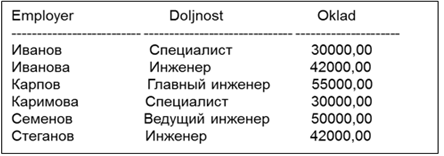 Employer Doljnost Oklad
---------------------------- ---------------------------- ----------------------
Иванов Специалист 30000,00
Иванова Инженер 42000,00
Карпов Главный инженер 55000,00
Каримова Специалист 30000,00
Семенов Ведущий инженер 50000,00
Стеганов Инженер 42000,00